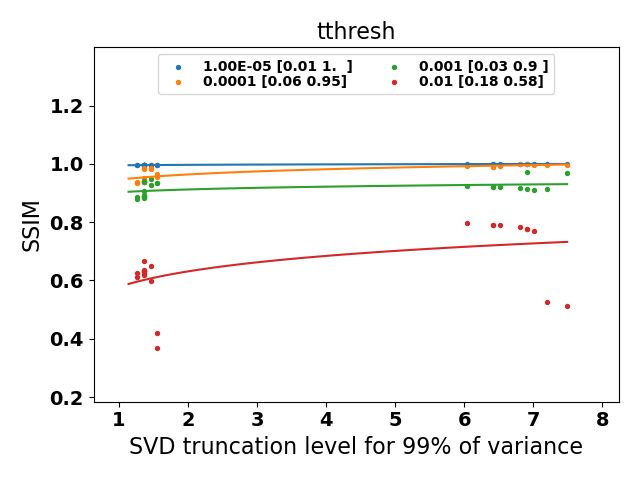 tthresh
1.00E-05 [0.01 1.  ]
0.0001 [0.06 0.95]
0.001 [0.03 0.9 ]
0.01 [0.18 0.58]
SSIM
1.2
1.0
0.8
0.6
0.4
0.2
1 2 3 4 5 6 7 8
SVD truncation level for 99% of variance